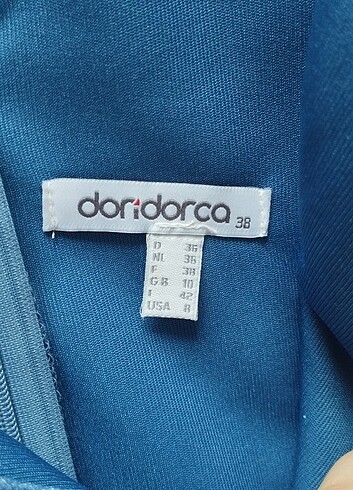 doridorca 38
D 36
NL 36
F 38
GB 10
I 42
USA 8